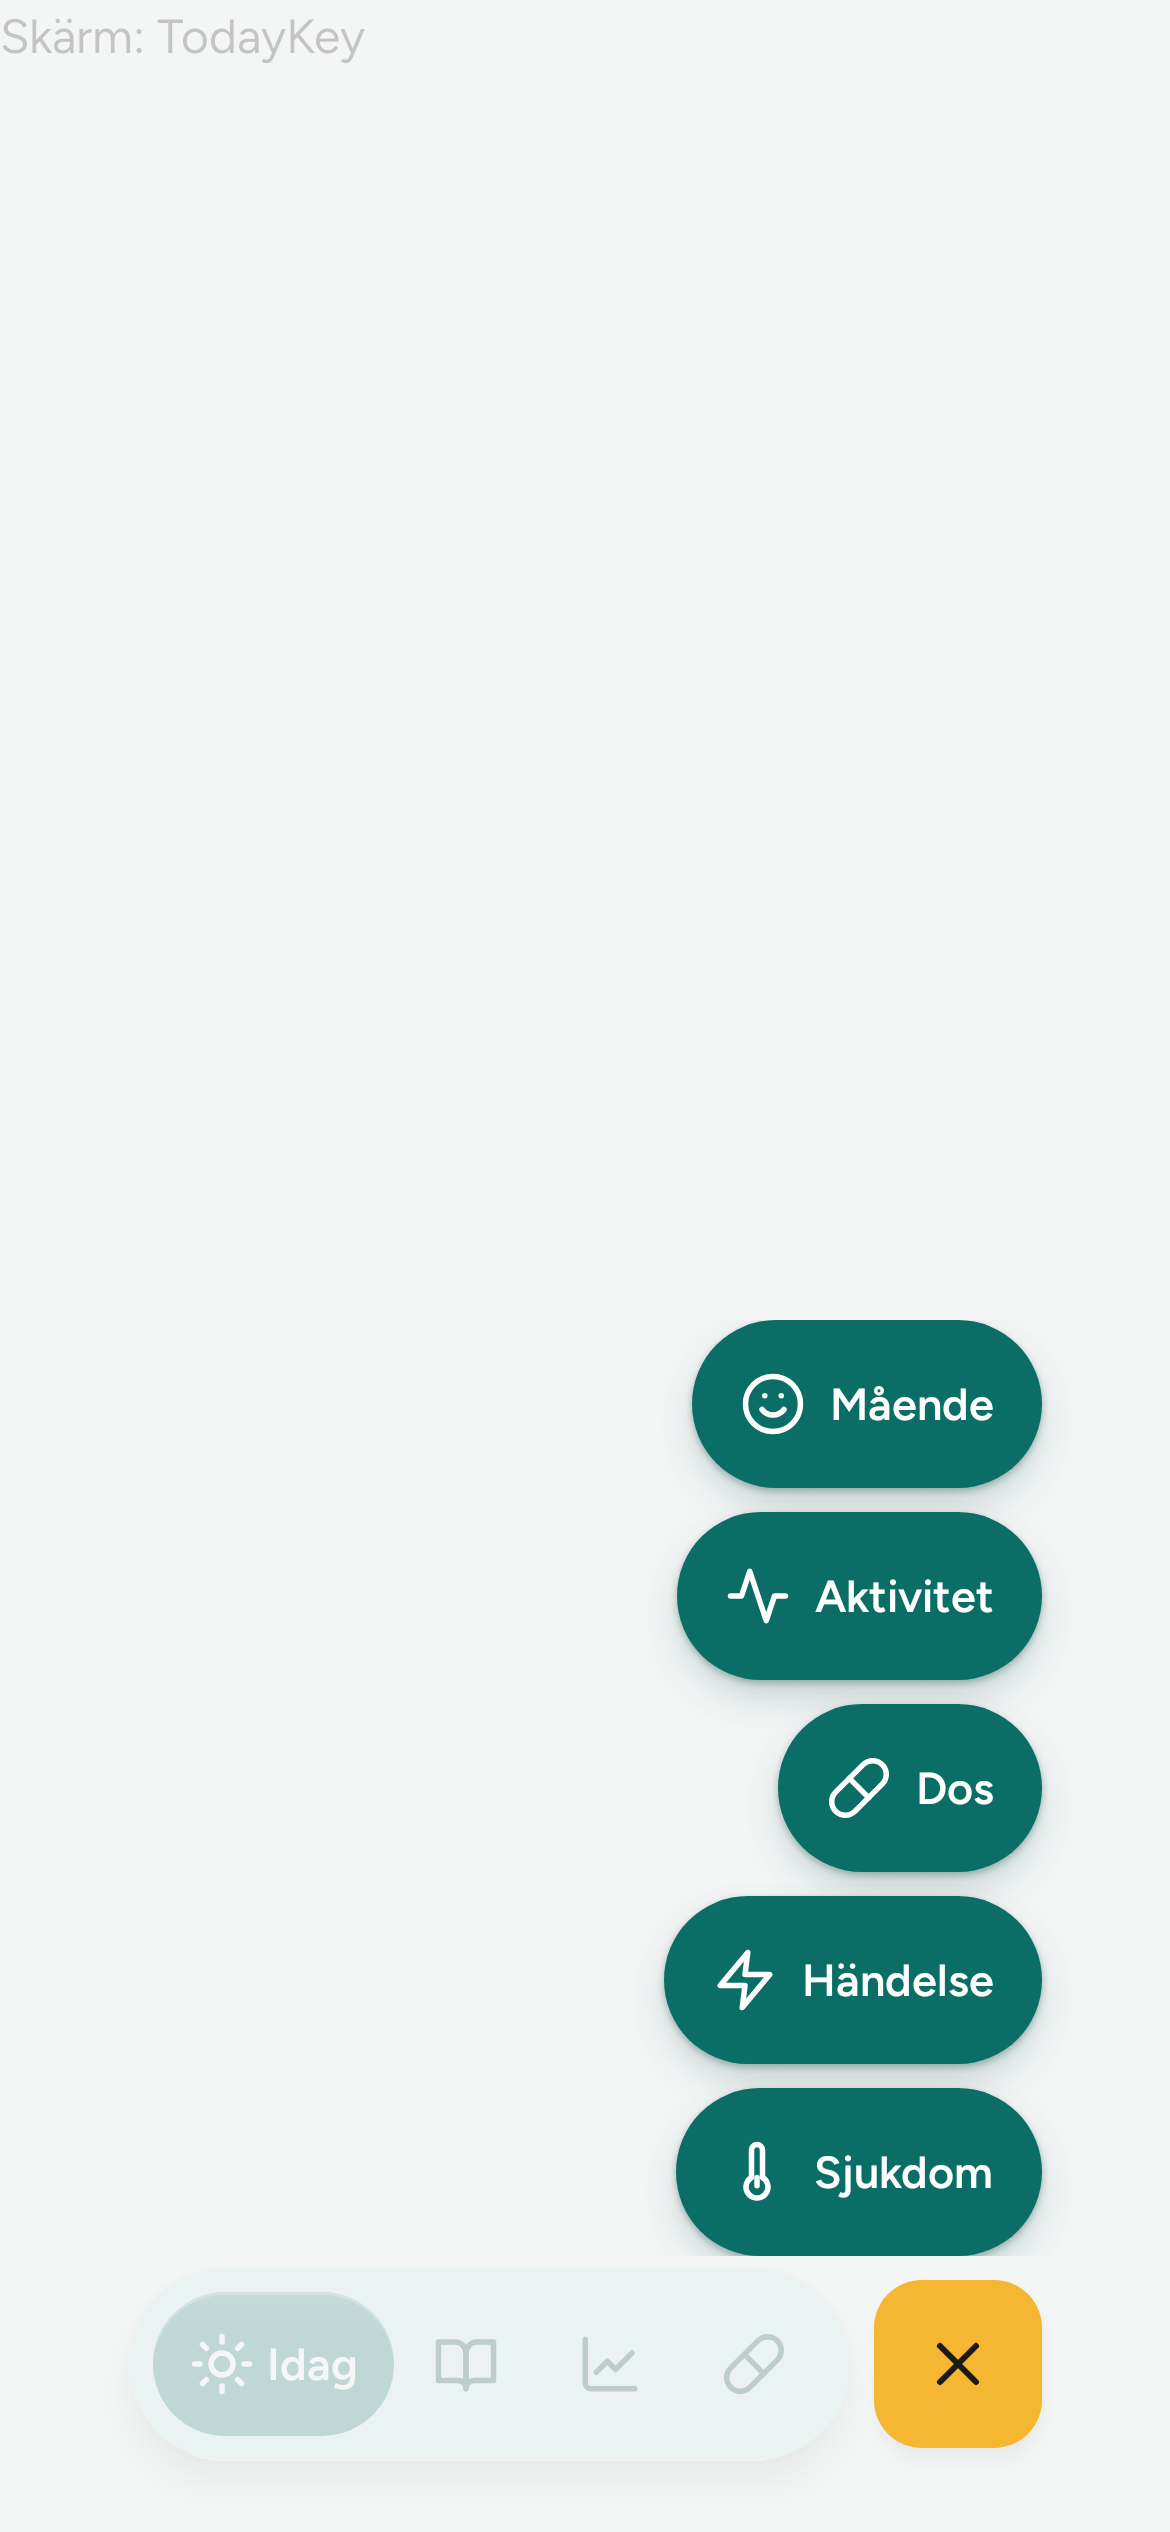 Skärm: TodayKey
Mående
Aktivitet
Dos
Händelse
Sjukdom
Idag